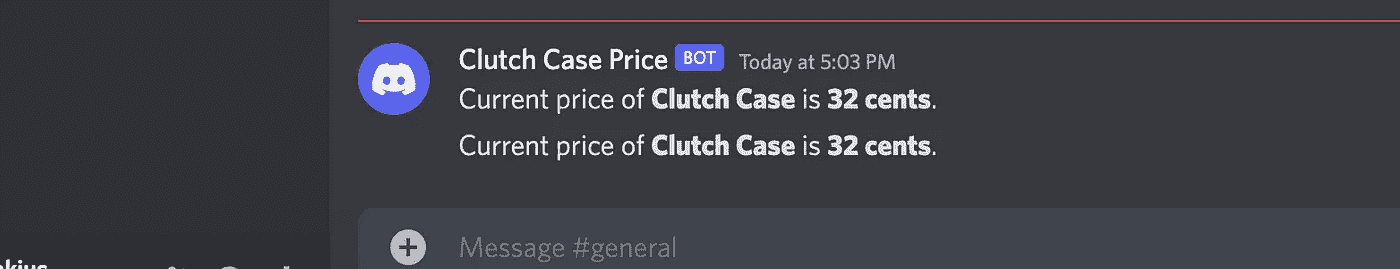 Clutch Case Price BOT Today at 5:03 PM
Current price of Clutch Case is 32 cents.
Current price of Clutch Case is 32 cents.
Message #general